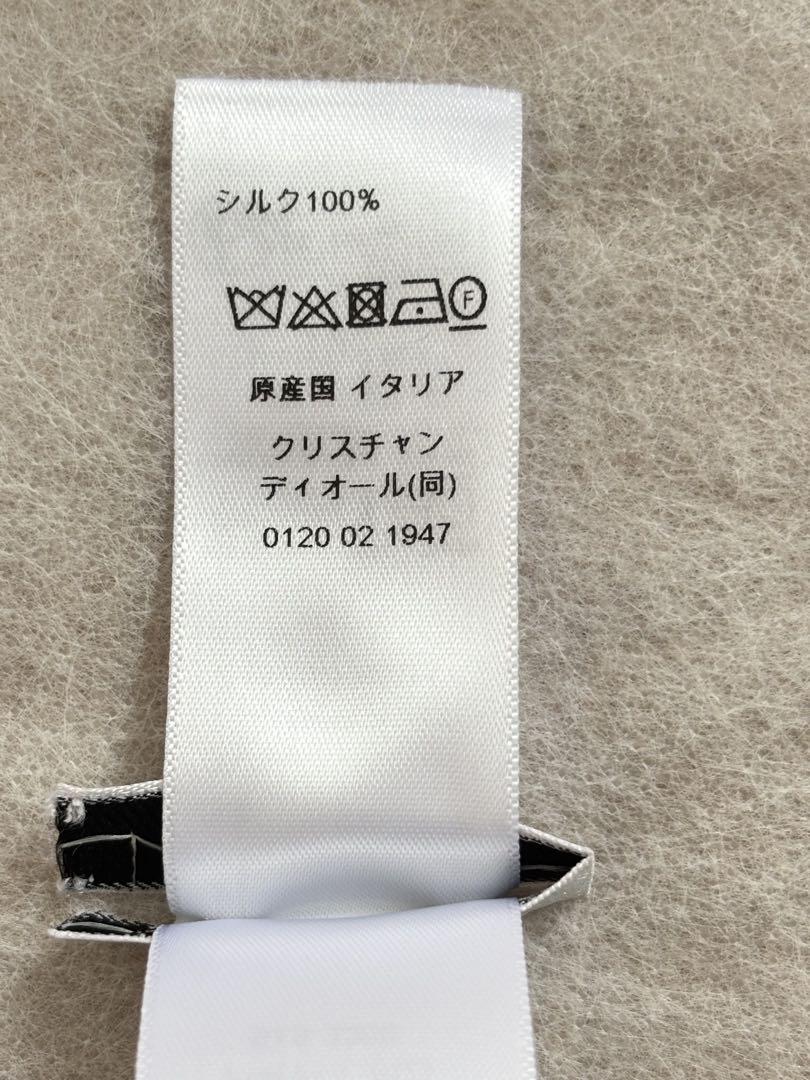 シルク100%
F
原産国 イタリア
クリスチャン
ディオール(同)
0120 02 1947